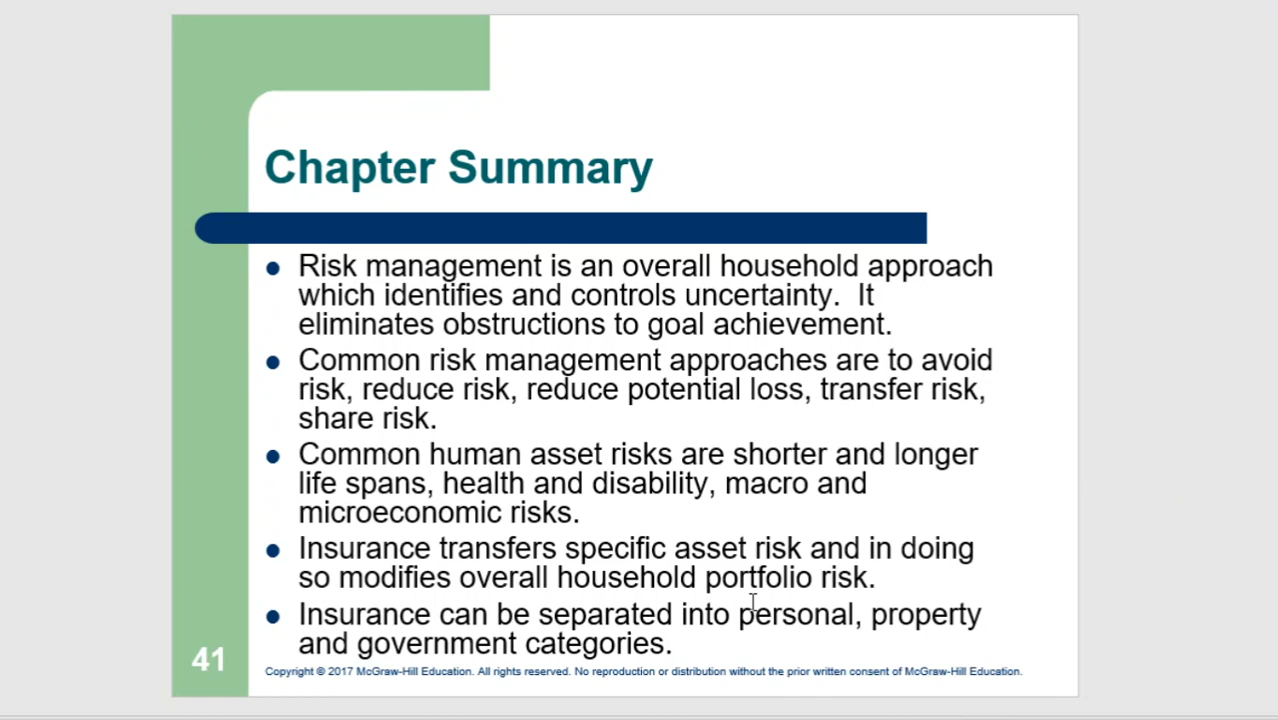 Chapter Summary
Risk management is an overall household approach
which identifies and controls uncertainty.  It
eliminates obstructions to goal achievement.
Common risk management approaches are to avoid
risk, reduce risk, reduce potential loss, transfer risk,
share risk.
Common human asset risks are shorter and longer
life spans, health and disability, macro and
microeconomic risks.
Insurance transfers specific asset risk and in doing
so modifies overall household portfolio risk.
Insurance can be separated into personal, property
and government categories.
41
Copyright © 2017 McGraw-Hill Education. All rights reserved. No reproduction or distribution without the prior written consent of McGraw-Hill Education.